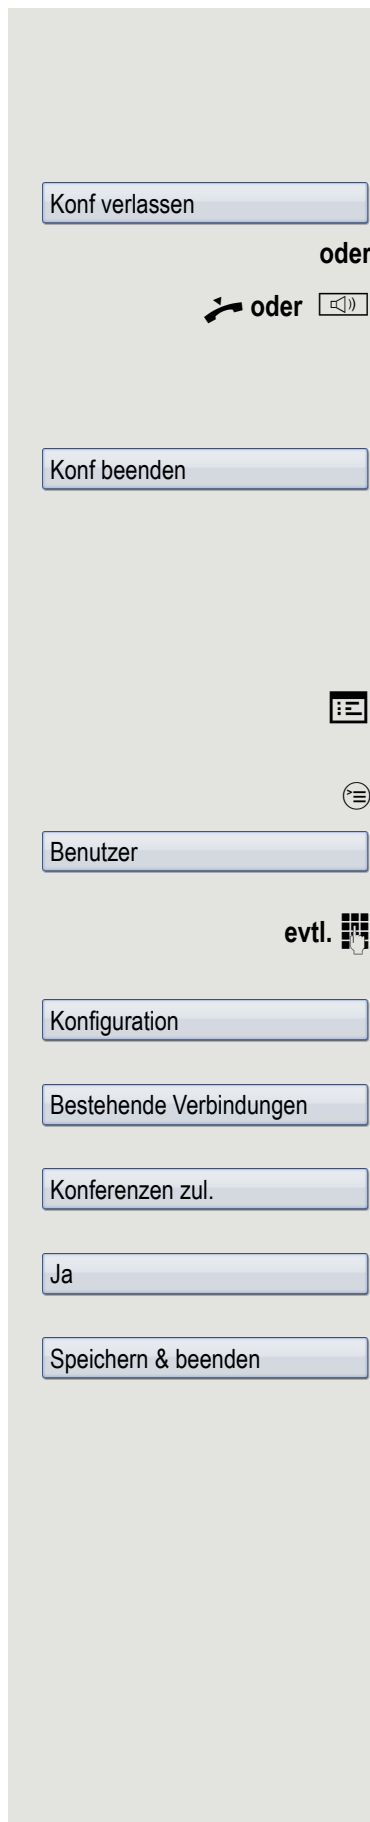 Konf verlassen
oder
oder
Konf beenden
Benutzer
evtl.
Konfiguration
Bestehende Verbindungen
Konferenzen zul.
Ja
Speichern & beenden